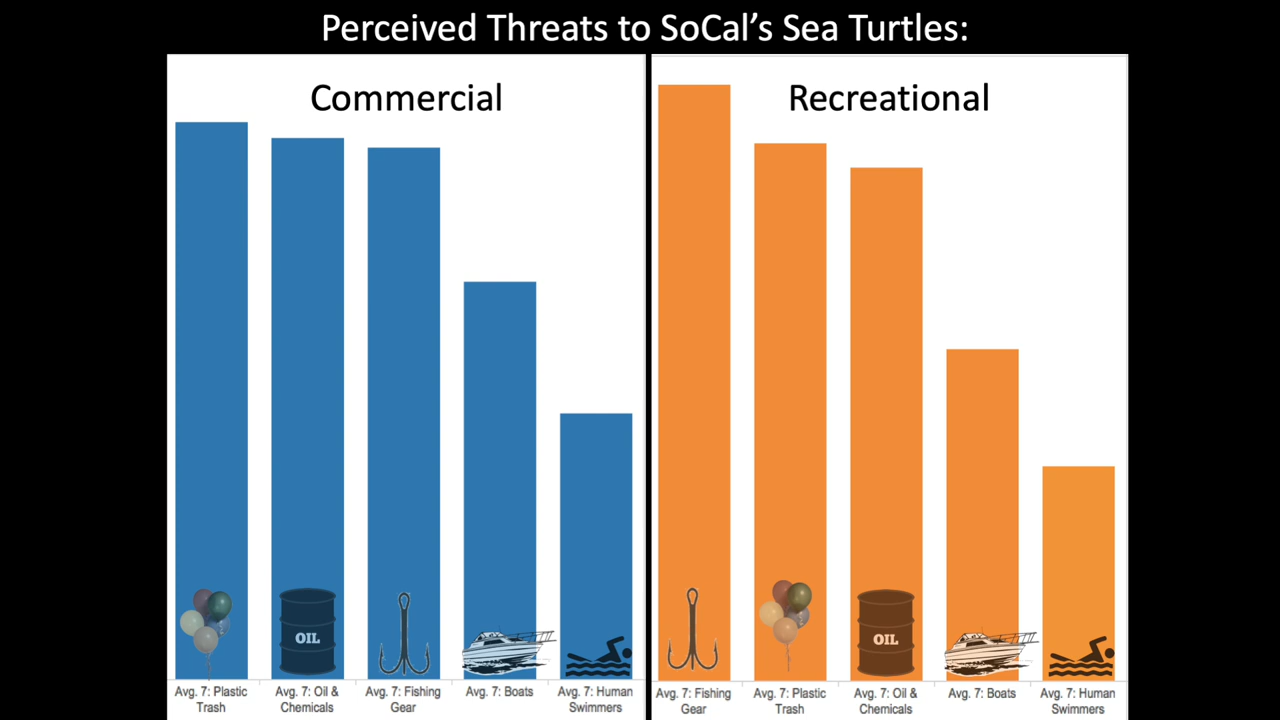 Perceived Threats to SoCal's Sea Turtles:
Commercial
OIL
Avg. 7: Plastic
Trash
Avg. 7: Oil &
Chemicals
Avg. 7: Fishing
Gear
Avg. 7: Boats
Avg. 7: Human
Swimmers
Recreational
OIL
Avg. 7: Fishing
Gear
Avg. 7: Plastic
Trash
Avg. 7: Oil &
Chemicals
Avg. 7: Boats
Avg. 7: Human
Swimmers